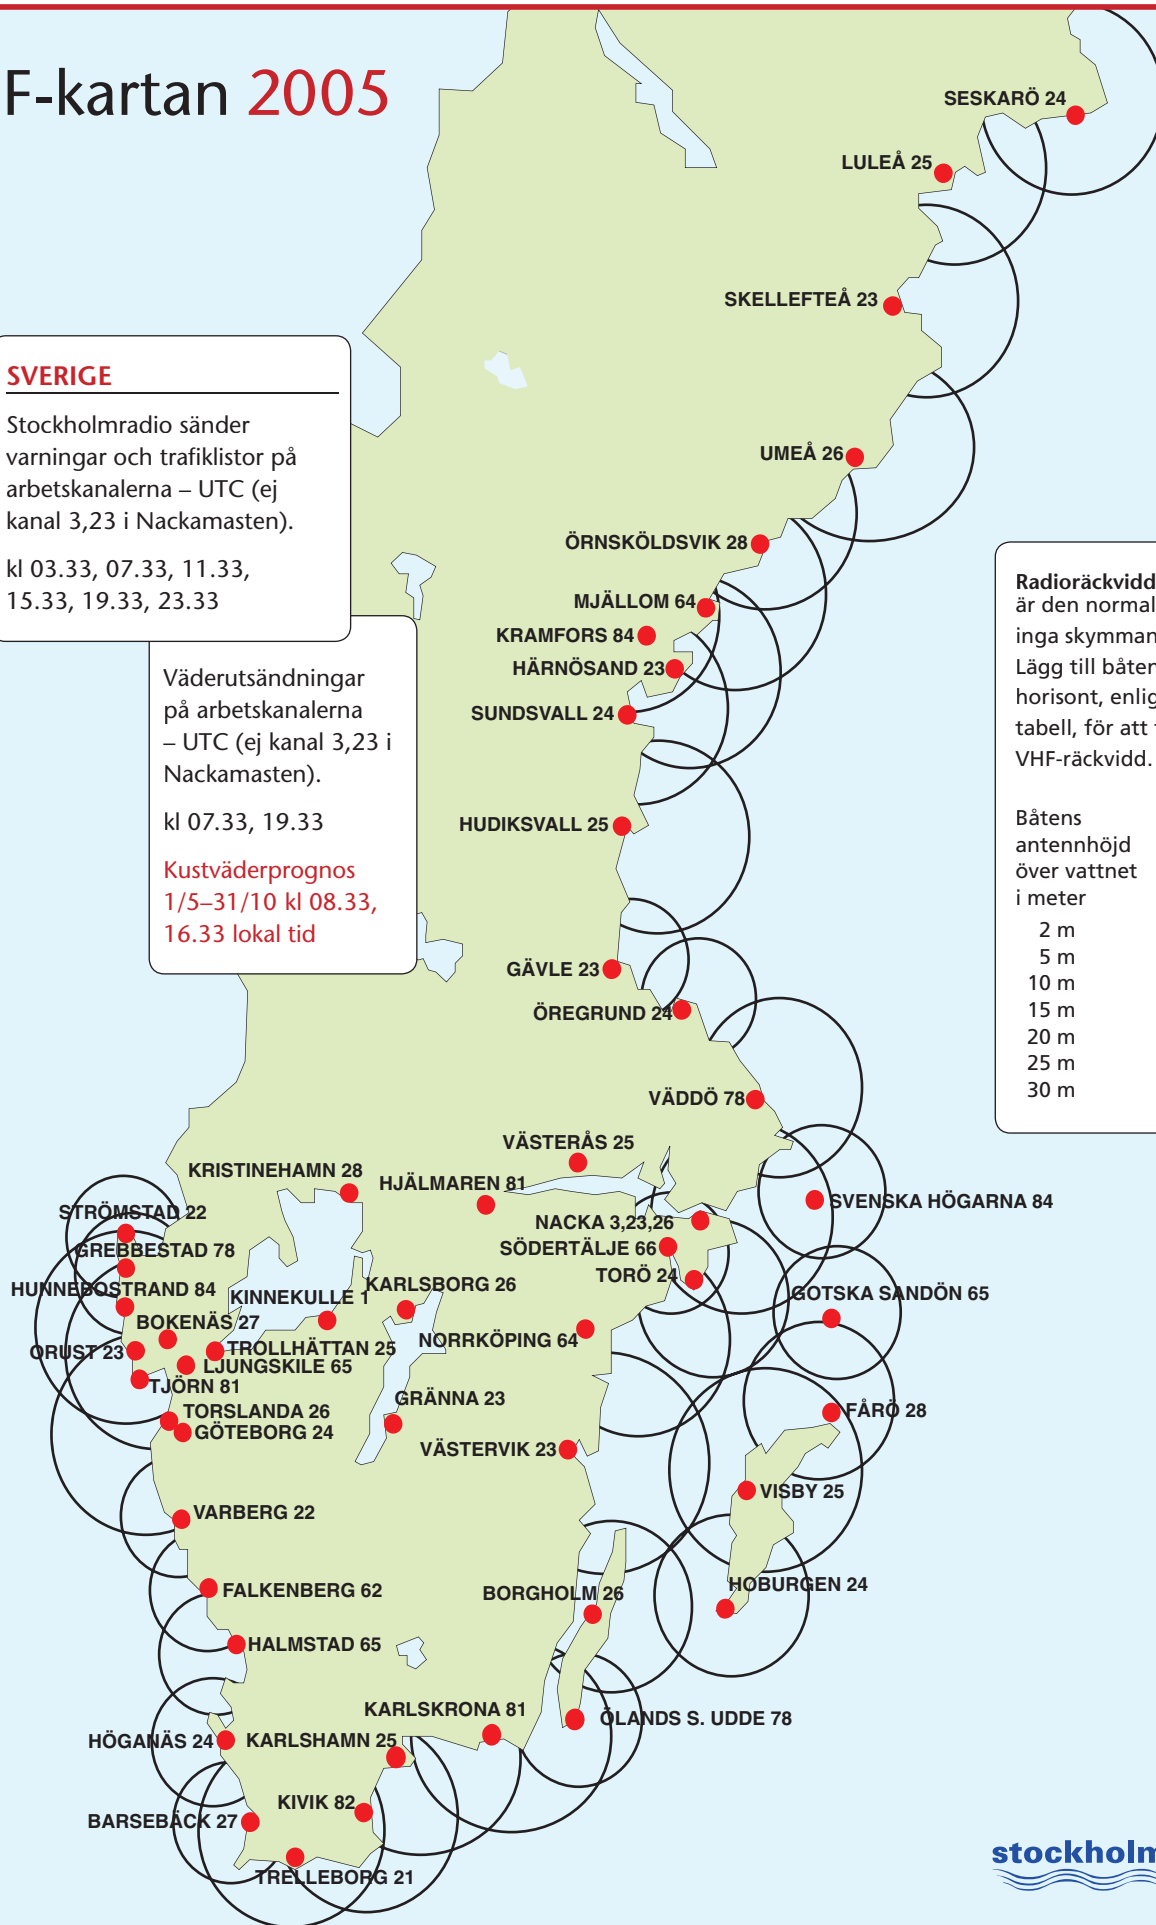 F-kartan 2005
SESKARÖ 24
LULEÅ 25
SKELLEFTEÅ 23
SVERIGE
Stockholmradio sänder
varningar och trafiklistor på
arbetskanalerna – UTC (ej
kanal 3,23 i Nackamasten).
kl 03.33, 07.33, 11.33,
15.33, 19.33, 23.33
UMEÅ 26
ÖRNSKÖLDSVIK 28
MJÄLLOM 64
KRAMFORS 84
HÄRNÖSAND 23
SUNDSVALL 24
Väderutsändningar
på arbetskanalerna
– UTC (ej kanal 3,23 i
Nackamasten).
kl 07.33, 19.33
Kustväderprognos
1/5–31/10 kl 08.33,
16.33 lokal tid
Radioräckvidd
är den normal
inga skymman
Lägg till båten
horisont, enlig
tabell, för att
VHF-räckvidd.
Båtens
antennhöjd
över vattnet
i meter
2 m
5 m
10 m
15 m
20 m
25 m
30 m
HUDIKSVALL 25
GÄVLE 23
ÖREGRUND 24
VÄDDÖ 78
VÄSTERÅS 25
KRISTINEHAMN 28
HJÄLMAREN 81
SVENSKA HÖGARNA 84
STRÖMSTAD 22
NACKA 3,23,26
GREBBESTAD 78
SÖDERTÄLJE 66
TORÖ 24
HUNNEBOSTRAND 84
KINNEKULLE 1
KARLSBORG 26
GOTSKA SANDÖN 65
BOKENÄS 27
NORRKÖPING 64
ORUST 23
TROLLHÄTTAN 25
LJUNGSKILE 65
TJÖRN 81
GRÄNNA 23
TORSLANDA 26
FÅRÖ 28
GÖTEBORG 24
VÄSTERVIK 23
VISBY 25
VARBERG 22
HOBURGEN 24
FALKENBERG 62
BORGHOLM 26
HALMSTAD 65
KARLSKRONA 81
ÖLANDS S. UDDE 78
HÖGANÄS 24
KARLSHAMN 25
KIVIK 82
BARSEBÄCK 27
TRELLEBORG 21
stockholm